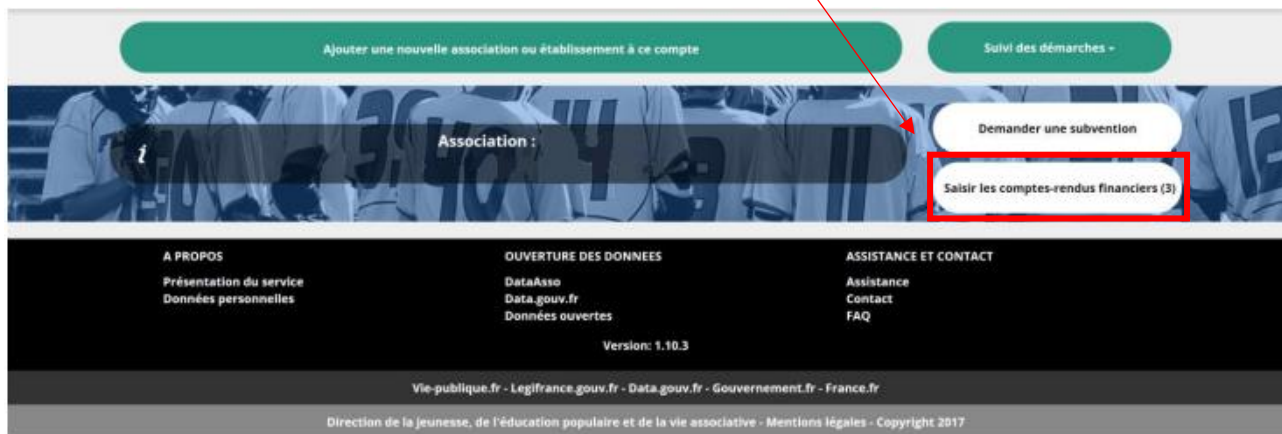 Ajouter une nouvelle association ou établissement à ce compte
Suivi des démarches
i
Association :
Demander une subvention
Saisir les comptes-rendus financiers (3)
A PROPOS
Présentation du service
Données personnelles
OUVERTURE DES DONNEES
DataAsso
Data.gouv.fr
Données ouvertes
ASSISTANCE ET CONTACT
Assistance
Contact
FAQ
Version: 1.10.3
Vie-publique.fr - Legifrance.gouv.fr - Data.gouv.fr - Gouvernement.fr - France.fr
Direction de la jeunesse, de l'éducation populaire et de la vie associative - Mentions légales - Copyright 2017